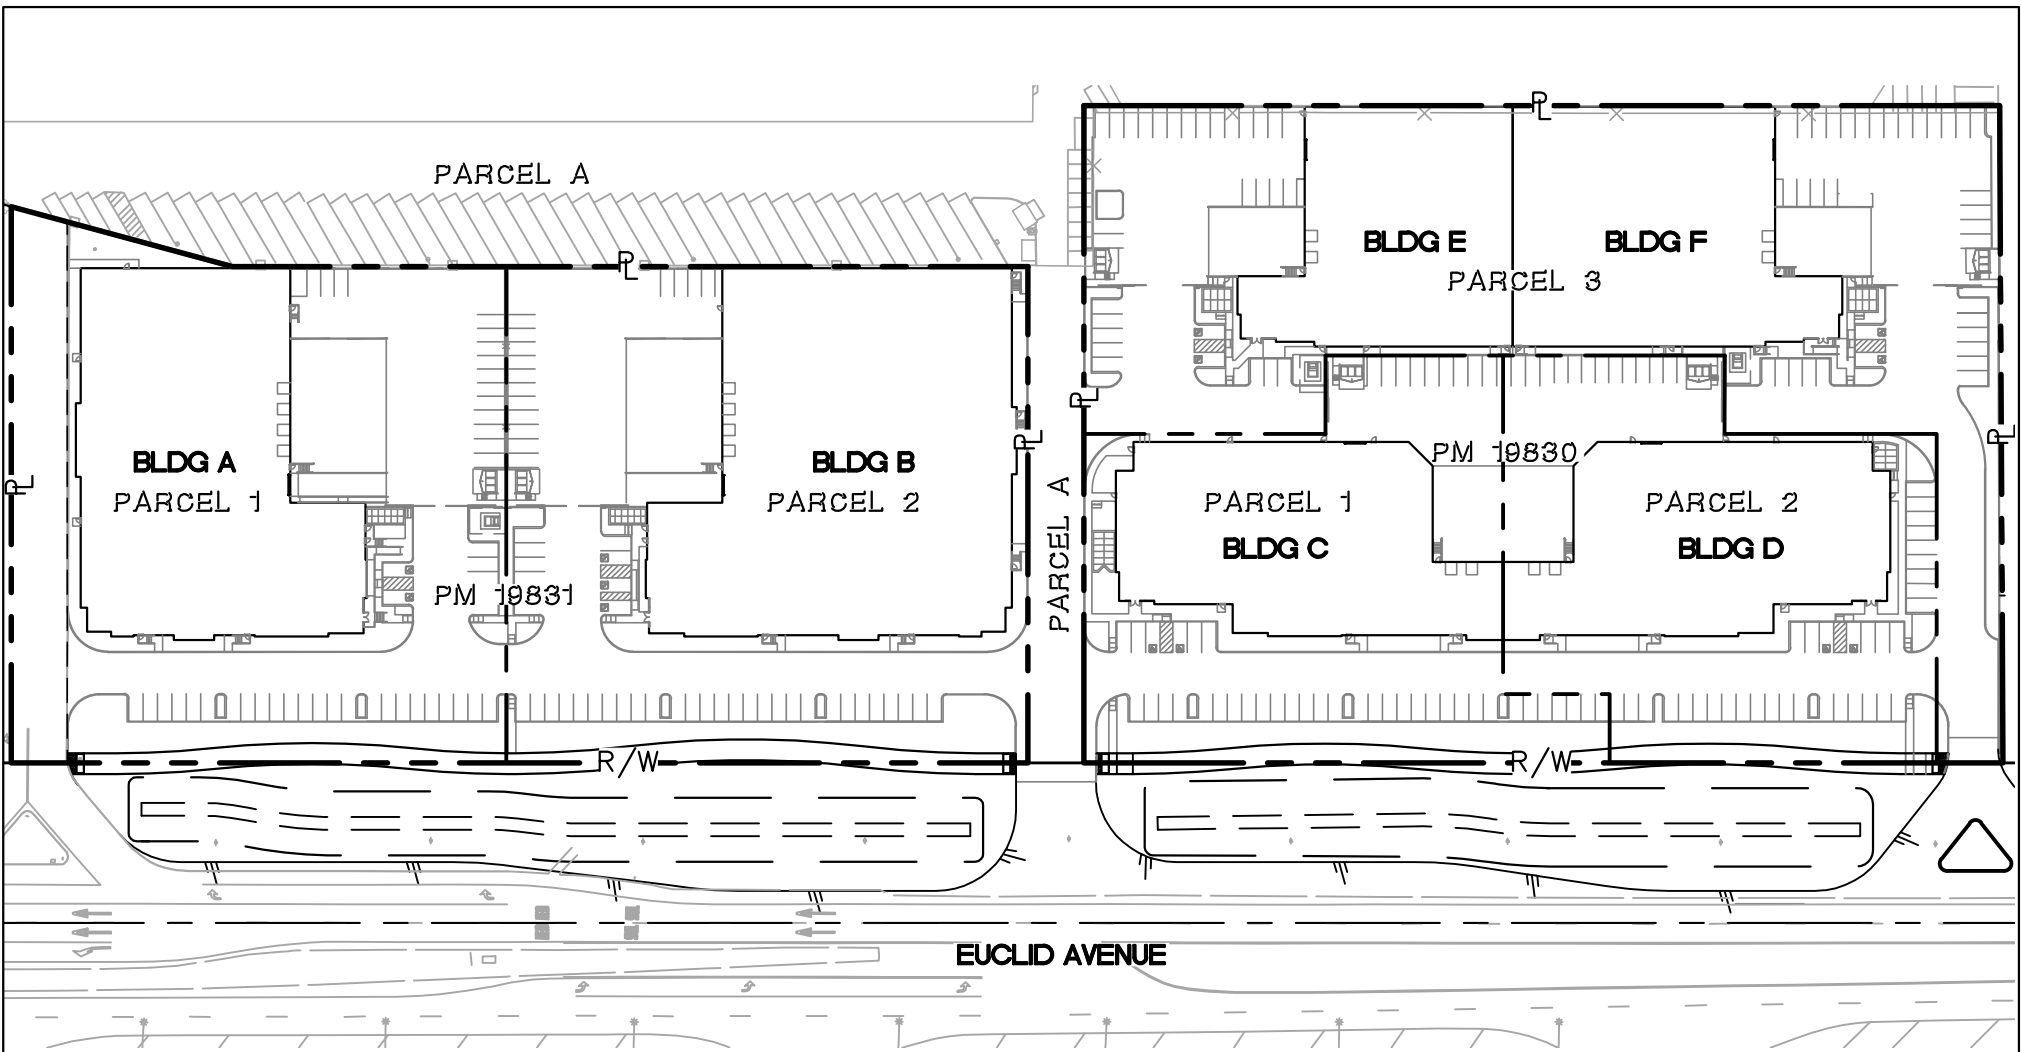 PL
PARCEL A
BLDG E
BLDG F
PL
PARCEL 3
PL
PL
PL
PM 19830
BLDG A
BLDG B
PL
PARCEL 1
PARCEL 2
PARCEL A
PARCEL 1
PARCEL 2
BLDG C
BLDG D
PM 19831
R/W
R/W
EUCLID AVENUE